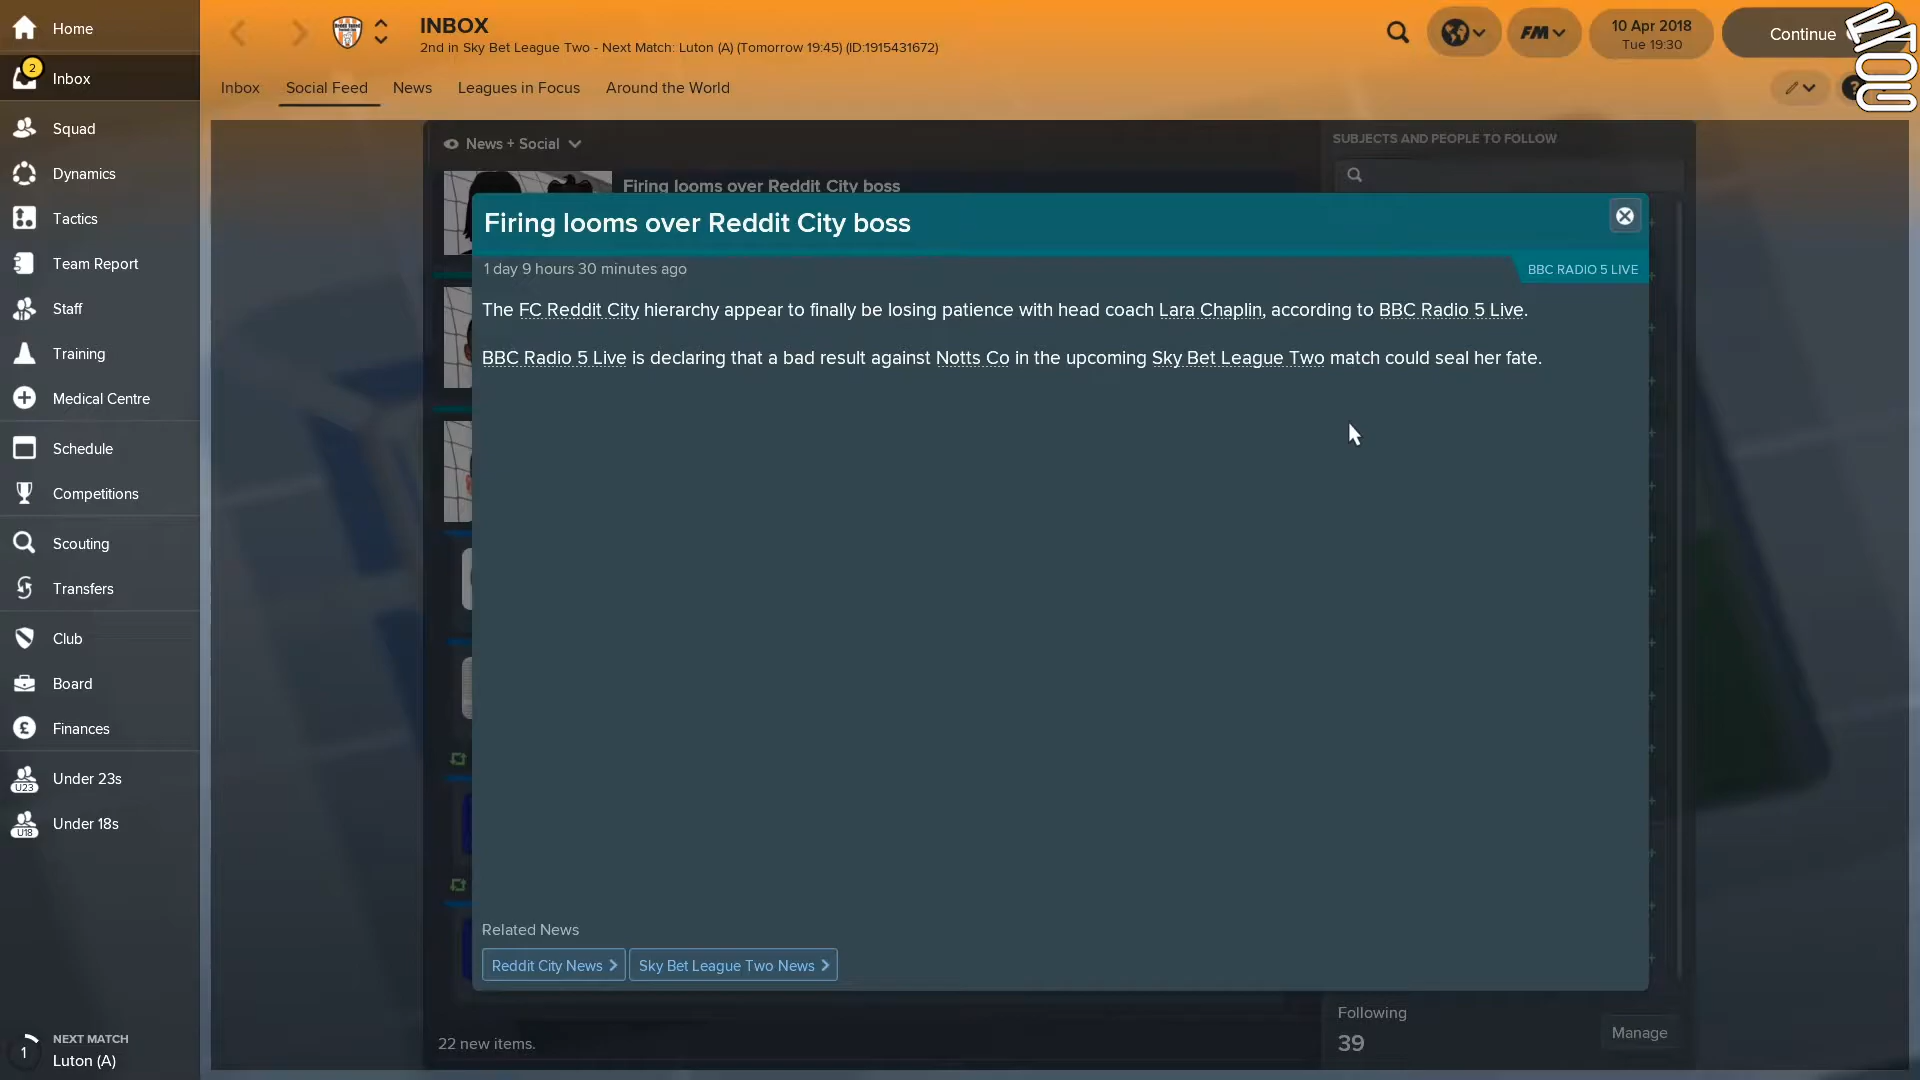 Home
2
Inbox
Squad
Dynamics
Tactics
Team Report
Staff
Training
Medical Centre
Schedule
Competitions
Scouting
Transfers
Club
Board
Finances
U23
Under 23s
U18
Under 18s
1
NEXT MATCH
Luton (A)
INBOX
2nd in Sky Bet League Two - Next Match: Luton (A) (Tomorrow 19:45) (ID:1915431672)
FM
10 Apr 2018
Tue 19:30
Continue
Inbox
Social Feed
News
Leagues in Focus
Around the World
?
News + Social
SUBJECTS AND PEOPLE TO FOLLOW
Firing looms over Reddit City boss
Firing looms over Reddit City boss
1 day 9 hours 30 minutes ago
BBC RADIO 5 LIVE
The FC Reddit City hierarchy appear to finally be losing patience with head coach Lara Chaplin, according to BBC Radio 5 Live.
BBC Radio 5 Live is declaring that a bad result against Notts Co in the upcoming Sky Bet League Two match could seal her fate.
Related News
Reddit City News
Sky Bet League Two News
22 new items.
Following
39
Manage